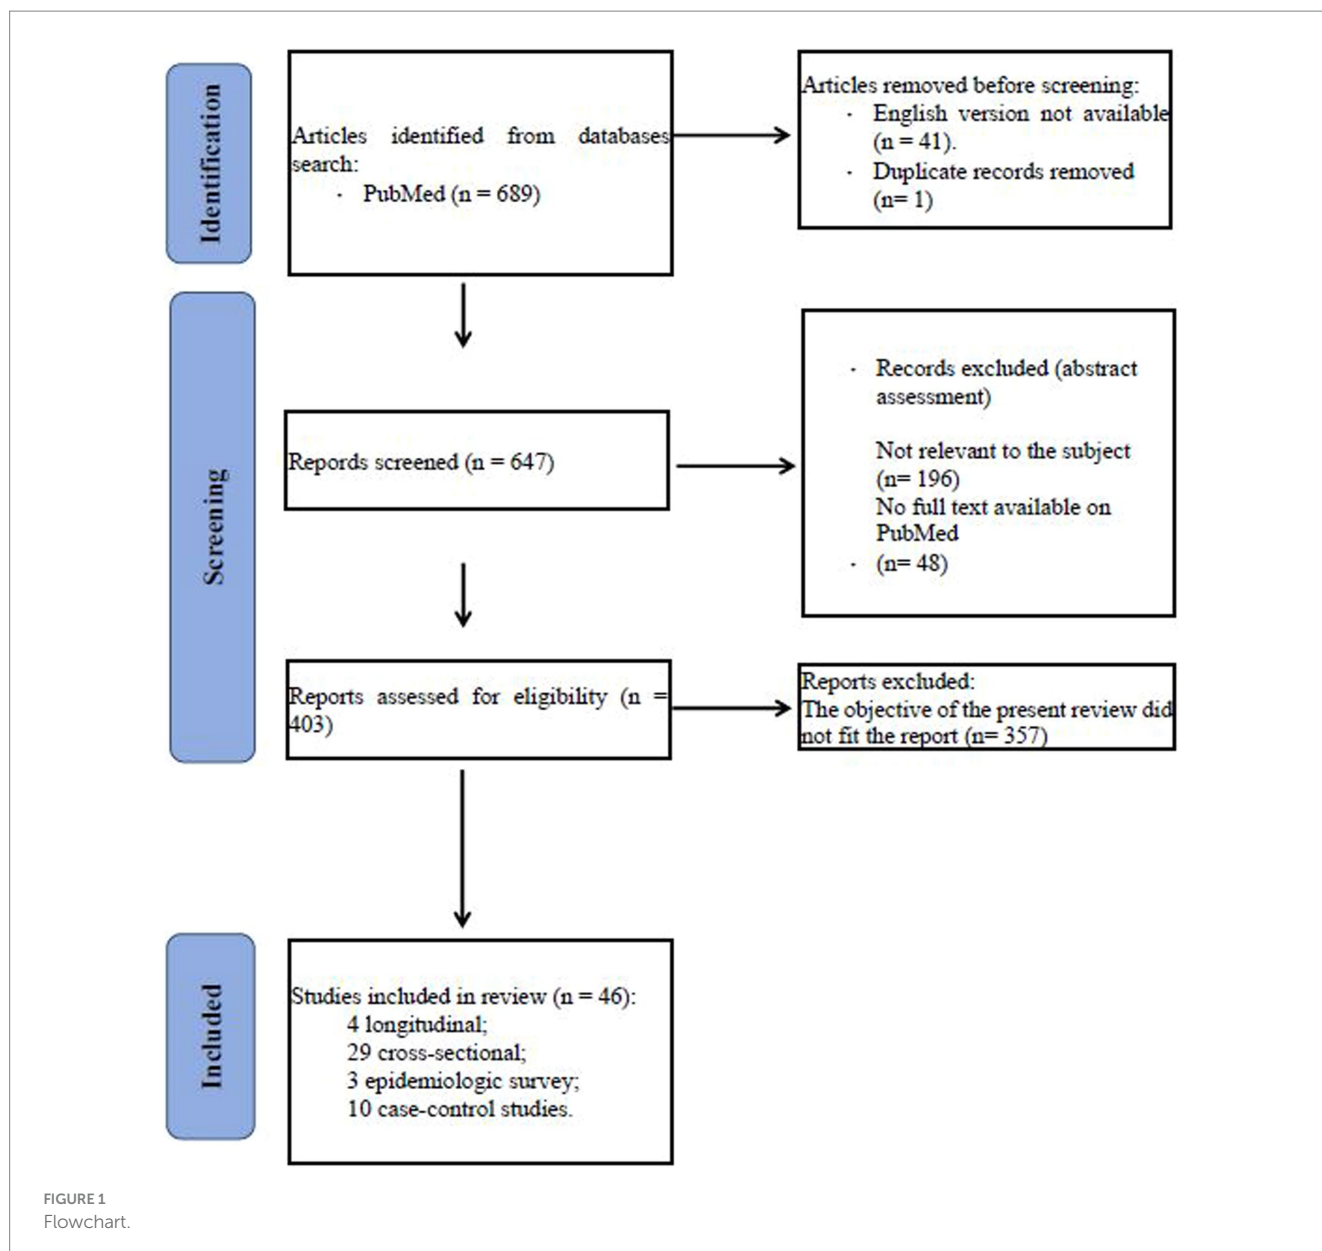 Identification
Articles identified from databases
search:
· PubMed (n = 689)
Articles removed before screening:
· English version not available
(n = 41).
· Duplicate records removed
(n= 1)
Screening
Repords screened (n = 647)
· Records excluded (abstract
assessment)
Not relevant to the subject
(n= 196)
No full text available on
PubMed
· (n= 48)
Reports assessed for eligibility (n =
403)
Reports excluded:
The objective of the present review did
not fit the report (n= 357)
Included
Studies included in review (n = 46):
4 longitudinal;
29 cross-sectional;
3 epidemiologic survey;
10 case-control studies.
FIGURE 1
Flowchart.